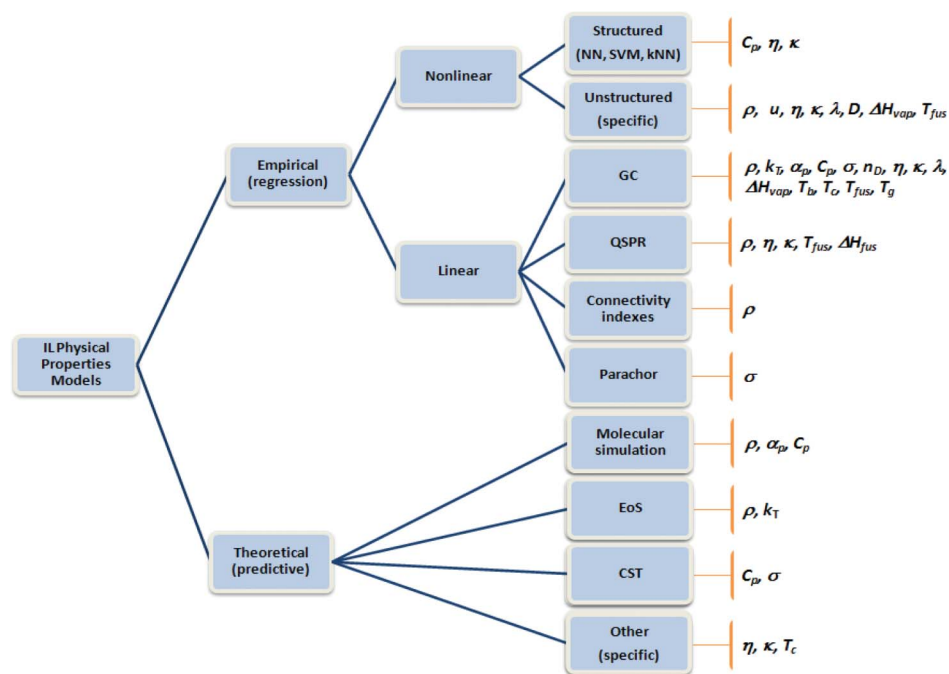 Structured
(NN, SVM, kNN)
Cp, η, κ
Nonlinear
Unstructured
(specific)
ρ, u, η, κ, λ, D, ΔHvap, Tfus
Empirical
(regression)
GC
ρ, kT, αp, Cp, σ, nD, η, κ, λ,
ΔHvap, Tb, Tc, Tfus, Tg
QSPR
ρ, η, κ, Tfus, ΔHfus
Linear
Connectivity
indexes
ρ
IL Physical
Properties
Models
Parachor
σ
Molecular
simulation
ρ, αp, Cp
EoS
ρ, kT
Theoretical
(predictive)
CST
Cp, σ
Other
(specific)
η, κ, Tc